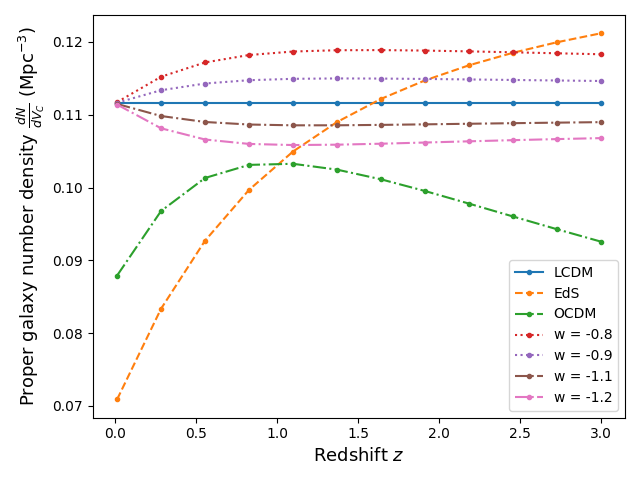 Proper galaxy number density $\frac{dN}{dV_C}$ (Mpc$^{-3}$)
0.12
0.11
0.10
0.09
0.08
0.07
LCDM
EdS
OCDM
w = -0.8
w = -0.9
w = -1.1
w = -1.2
0.0 0.5 1.0 1.5 2.0 2.5 3.0
Redshift z